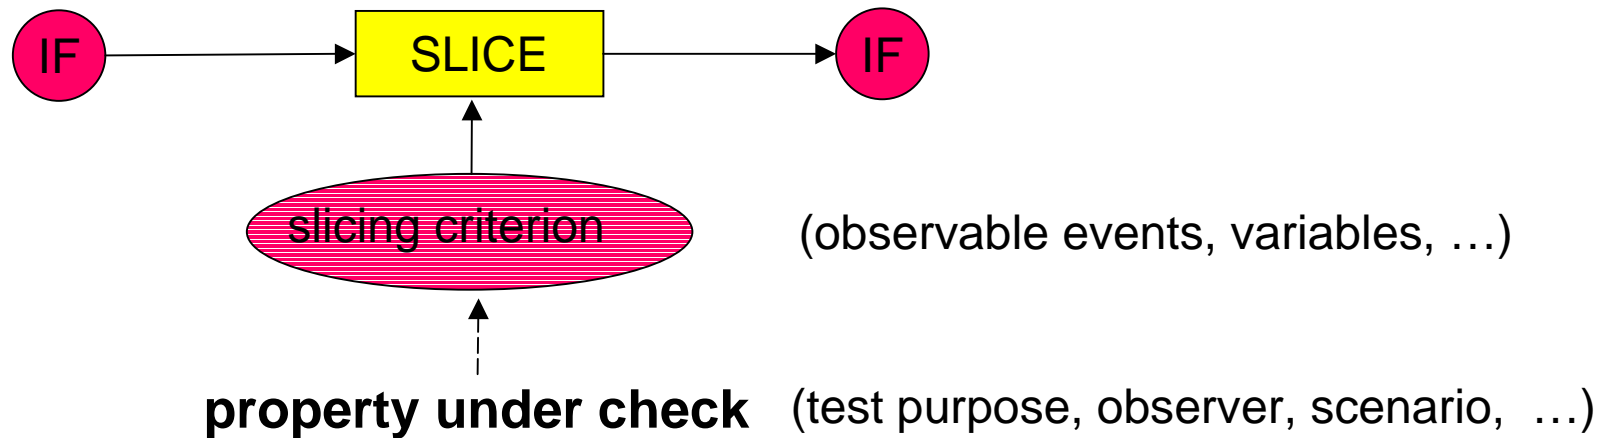 IF SLICE IF
slicing criterion (observable events, variables, …)
property under check (test purpose, observer, scenario, …)